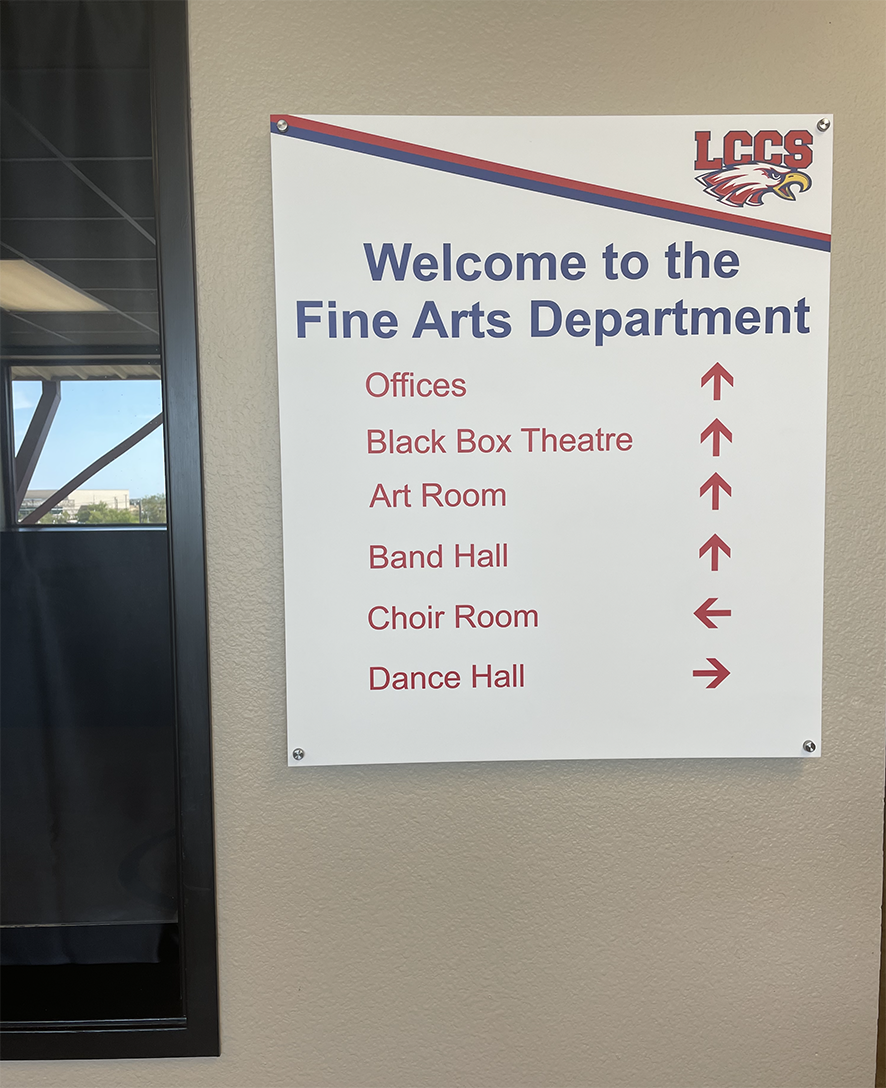 LCCS
Welcome to the
Fine Arts Department
Offices ↑
Black Box Theatre ↑
Art Room ↑
Band Hall ↑
Choir Room ←
Dance Hall →